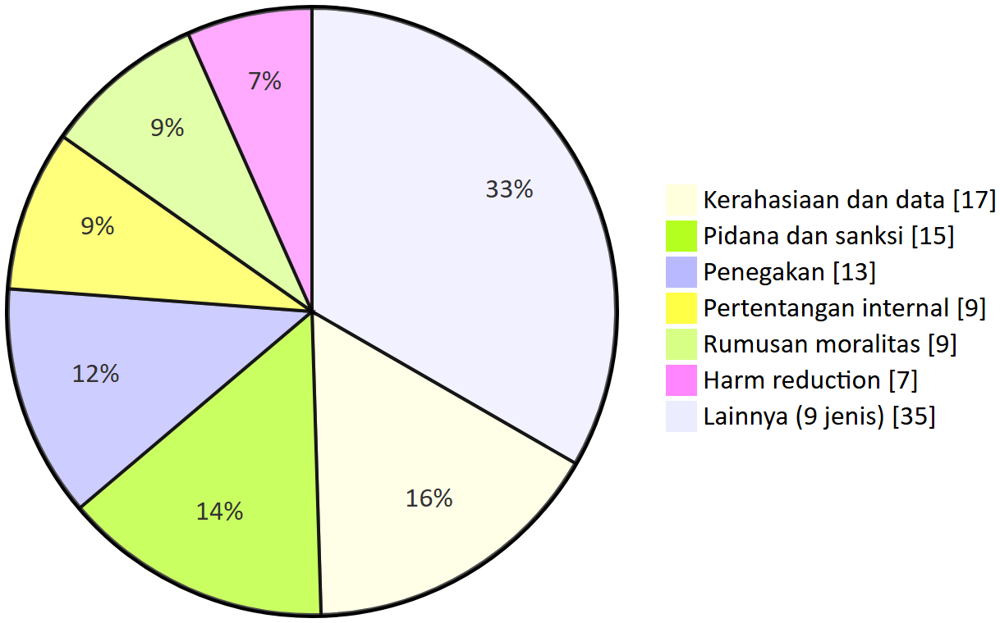 7%
9%
33%
9%
12%
16%
14%
Kerahasiaan dan data [17]
Pidana dan sanksi [15]
Penegakan [13]
Pertentangan internal [9]
Rumusan moralitas [9]
Harm reduction [7]
Lainnya (9 jenis) [35]